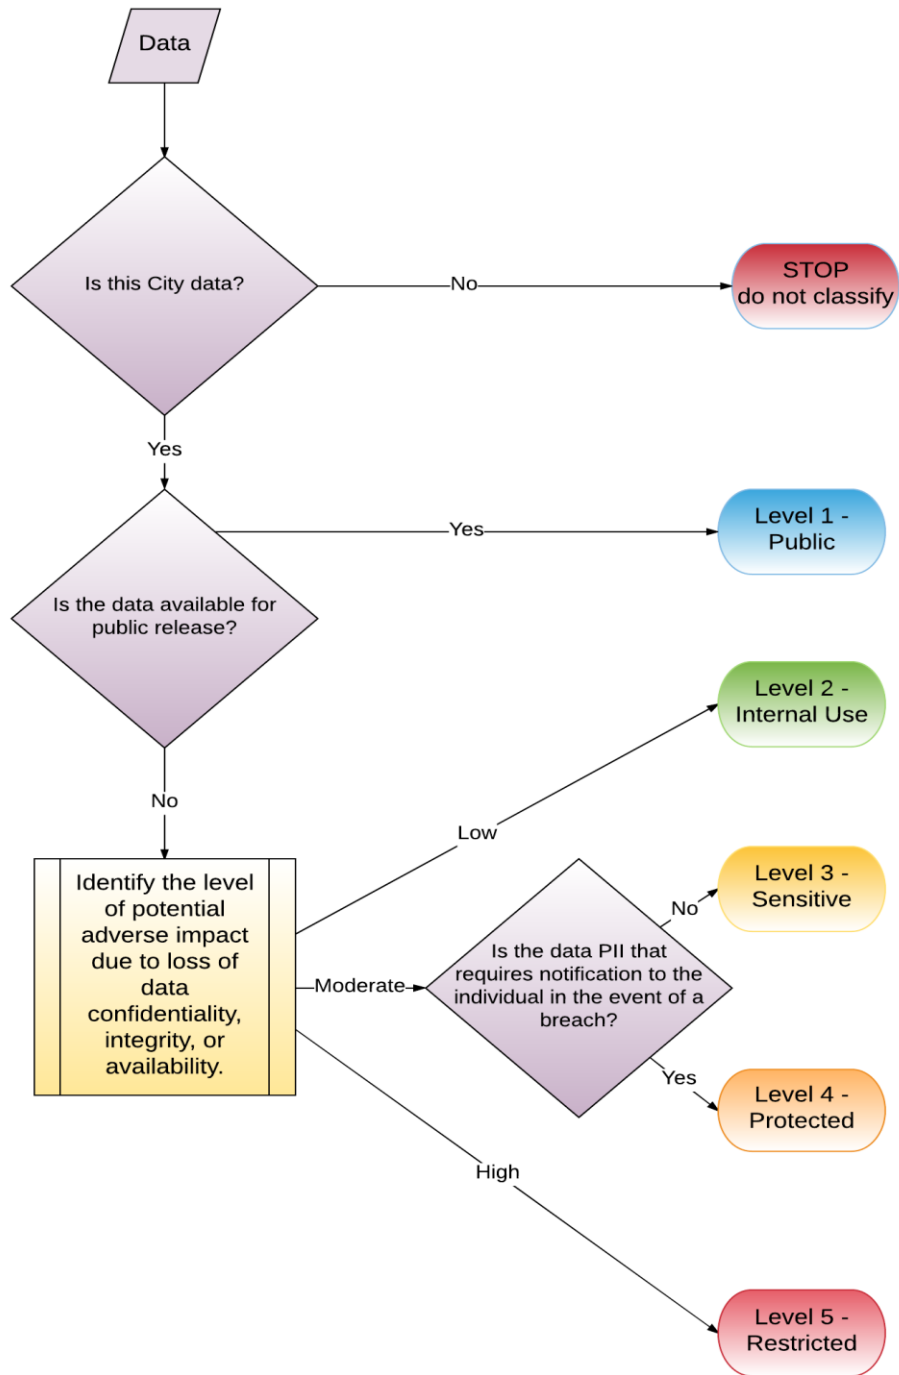 Data
Is this City data?
No
STOP
do not classify
Yes
Yes
Level 1 -
Public
Is the data available for
public release?
Level 2 -
Internal Use
No
Low
Identify the level
of potential
adverse impact
due to loss of
data
confidentiality,
integrity, or
availability.
Moderate
Is the data PII that
requires notification to the
individual in the event of a
breach?
No
Level 3 -
Sensitive
Yes
Level 4 -
Protected
High
Level 5 -
Restricted